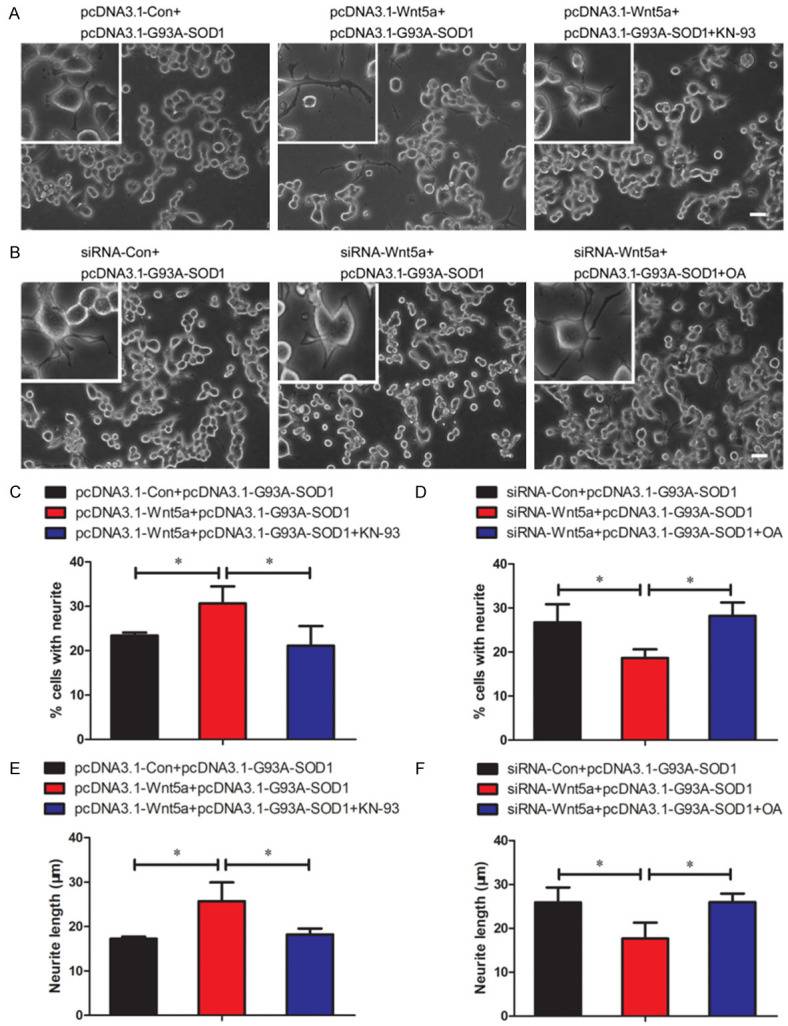 A
pcDNA3.1-Con+
pcDNA3.1-G93A-SOD1
pcDNA3.1-Wnt5a+
pcDNA3.1-G93A-SOD1
pcDNA3.1-Wnt5a+
pcDNA3.1-G93A-SOD1+KN-93
B
siRNA-Con+
pcDNA3.1-G93A-SOD1
siRNA-Wnt5a+
pcDNA3.1-G93A-SOD1
siRNA-Wnt5a+
pcDNA3.1-G93A-SOD1+OA
C
pcDNA3.1-Con+pcDNA3.1-G93A-SOD1
pcDNA3.1-Wnt5a+pcDNA3.1-G93A-SOD1
pcDNA3.1-Wnt5a+pcDNA3.1-G93A-SOD1+KN-93
% cells with neurite
40
30
20
10
0
*
*
D
siRNA-Con+pcDNA3.1-G93A-SOD1
siRNA-Wnt5a+pcDNA3.1-G93A-SOD1
siRNA-Wnt5a+pcDNA3.1-G93A-SOD1+OA
% cells with neurite
40
30
20
10
0
*
*
E
pcDNA3.1-Con+pcDNA3.1-G93A-SOD1
pcDNA3.1-Wnt5a+pcDNA3.1-G93A-SOD1
pcDNA3.1-Wnt5a+pcDNA3.1-G93A-SOD1+KN-93
Neurite length (μm)
40
30
20
10
0
*
*
F
siRNA-Con+pcDNA3.1-G93A-SOD1
siRNA-Wnt5a+pcDNA3.1-G93A-SOD1
siRNA-Wnt5a+pcDNA3.1-G93A-SOD1+OA
Neurite length (μm)
40
30
20
10
0
*
*